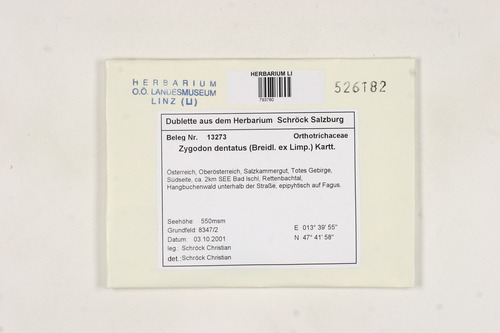 HERBARIUM
O.Ö. LANDESMUSEUM
LINZ (LI)
HERBARIUM LI
793760
526182
Dublette aus dem Herbarium Schröck Salzburg
Beleg Nr. 13273 Orthotrichaceae
Zygodon dentatus (Breidl. ex Limp.) Kartt.
Österreich, Oberösterreich, Salzkammergut, Totes Gebirge,
Südseite, ca. 2km SEE Bad Ischl, Rettenbachtal,
Hangbuchenwald unterhalb der Straße, epiphytisch auf Fagus.
Seehöhe: 550msm
Grundfeld: 8347/2 E 013° 39' 55"
Datum: 03.10.2001 N 47° 41' 58"
leg.: Schröck Christian
det.: Schröck Christian